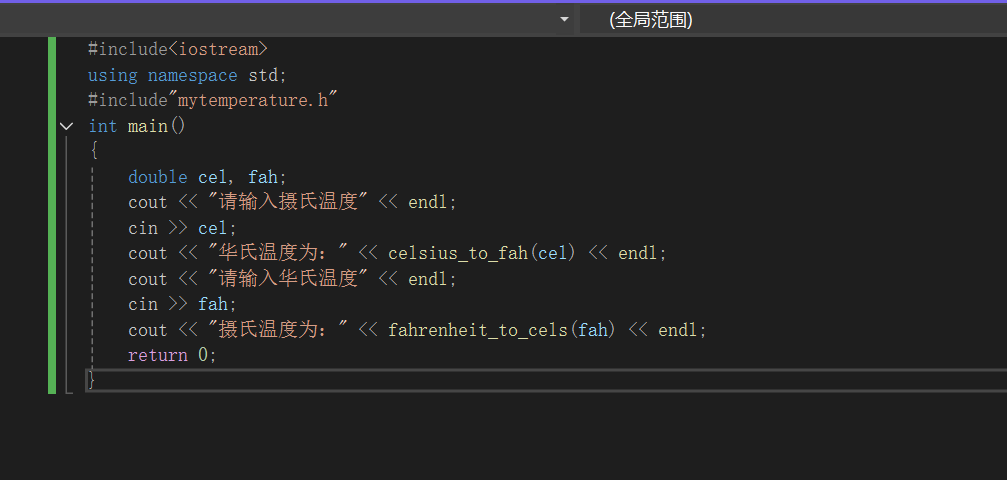 (全局范围)
#include<iostream>
using namespace std;
#include"mytemperature.h"
int main()
{
double cel, fah;
cout << "请输入摄氏温度" << endl;
cin >> cel;
cout << "华氏温度为：" << celsius_to_fah(cel) << endl;
cout << "请输入华氏温度" << endl;
cin >> fah;
cout << "摄氏温度为：" << fahrenheit_to_cels(fah) << endl;
return 0;
}